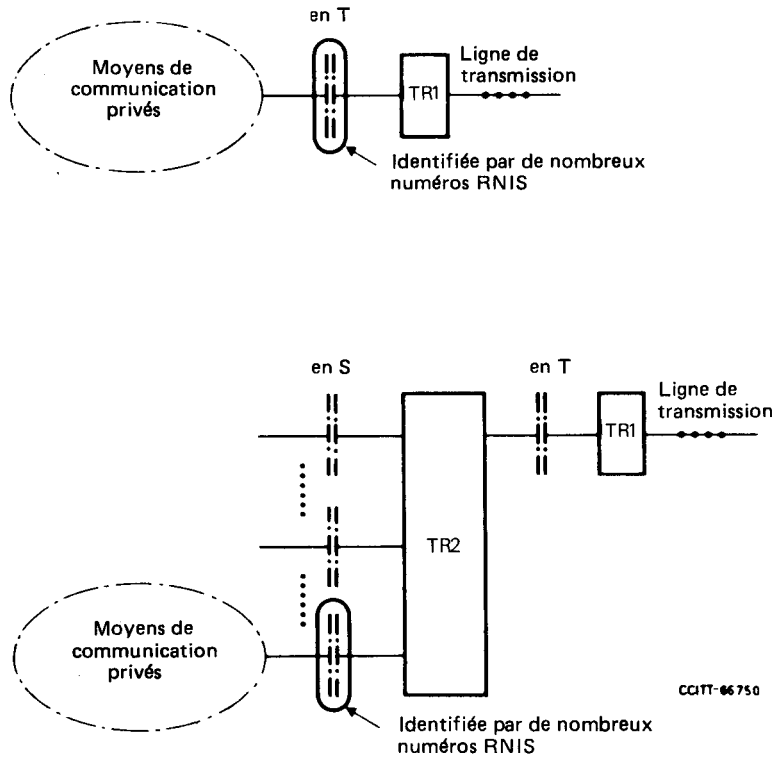 en T
Moyens de
communication
privés
TR1
Ligne de
transmission
Identifiée par de nombreux
numéros RNIS
en S
en T
Ligne de
transmission
TR1
TR2
Moyens de
communication
privés
CCITT-66750
Identifiée par de nombreux
numéros RNIS